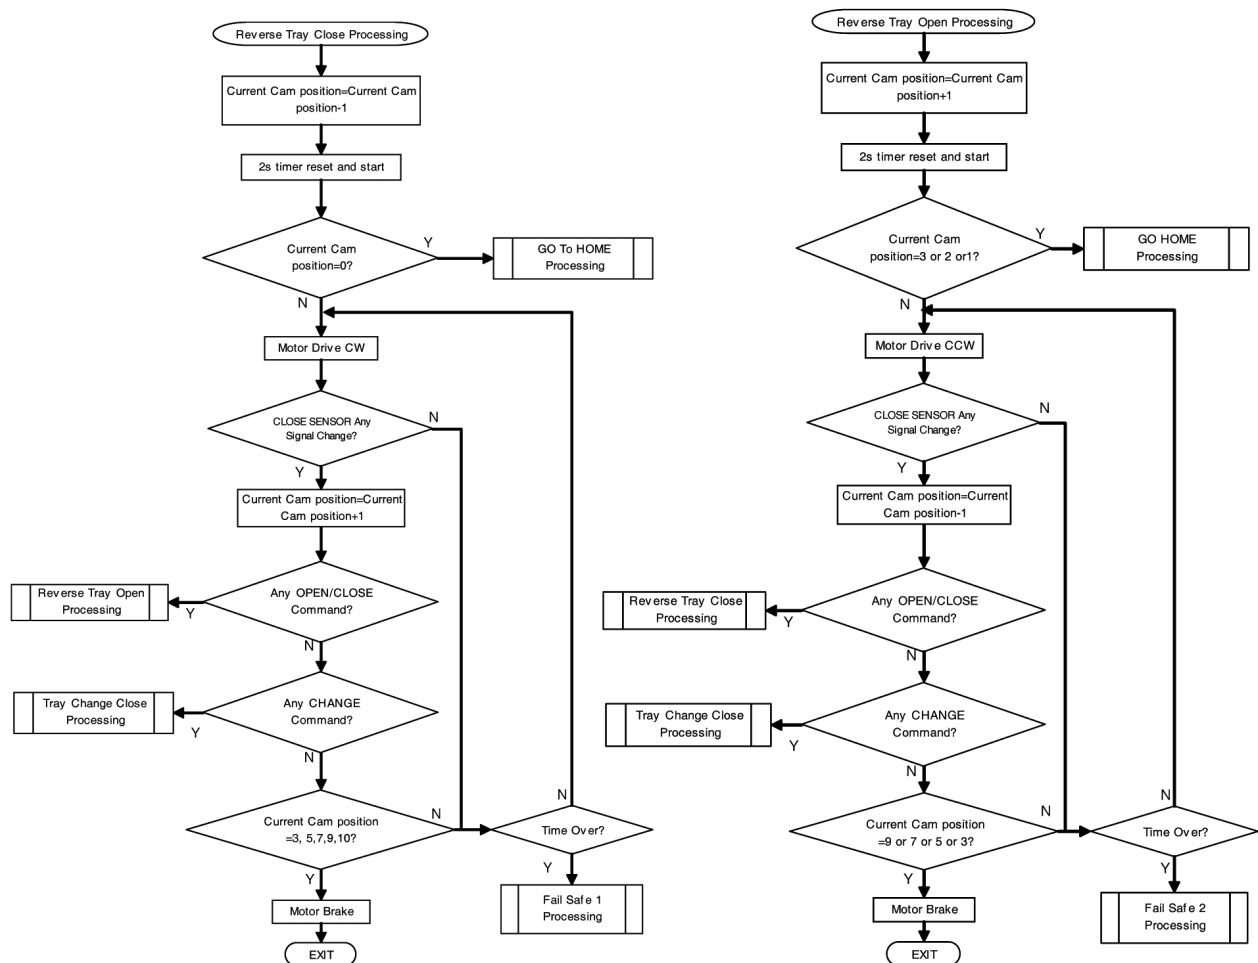 Reverse Tray Close Processing
Current Cam position=Current Cam
position-1
2s timer reset and start
Current Cam
position=0?
Y
GO To HOME
Processing
N
Motor Drive CW
CLOSE SENSOR Any
Signal Change?
N
Y
Current Cam position=Current
Cam position+1
Any OPEN/CLOSE
Command?
Reverse Tray Open
Processing
Y
N
Any CHANGE
Command?
Tray Change Close
Processing
Y
N
Current Cam position
=3, 5,7,9,10?
N
N
Time Over?
Y
Y
Fail Safe 1
Processing
Motor Brake
EXIT
Reverse Tray Open Processing
Current Cam position=Current Cam
position+1
2s timer reset and start
Current Cam
position=3 or 2 or1?
Y
GO HOME
Processing
N
Motor Drive CCW
CLOSE SENSOR Any
Signal Change?
N
Y
Current Cam position=Current
Cam position-1
Any OPEN/CLOSE
Command?
Reverse Tray Close
Processing
Y
N
Any CHANGE
Command?
Tray Change Close
Processing
Y
N
Current Cam position
=9 or 7 or 5 or 3?
N
N
Time Over?
Y
Y
Fail Safe 2
Processing
Motor Brake
EXIT